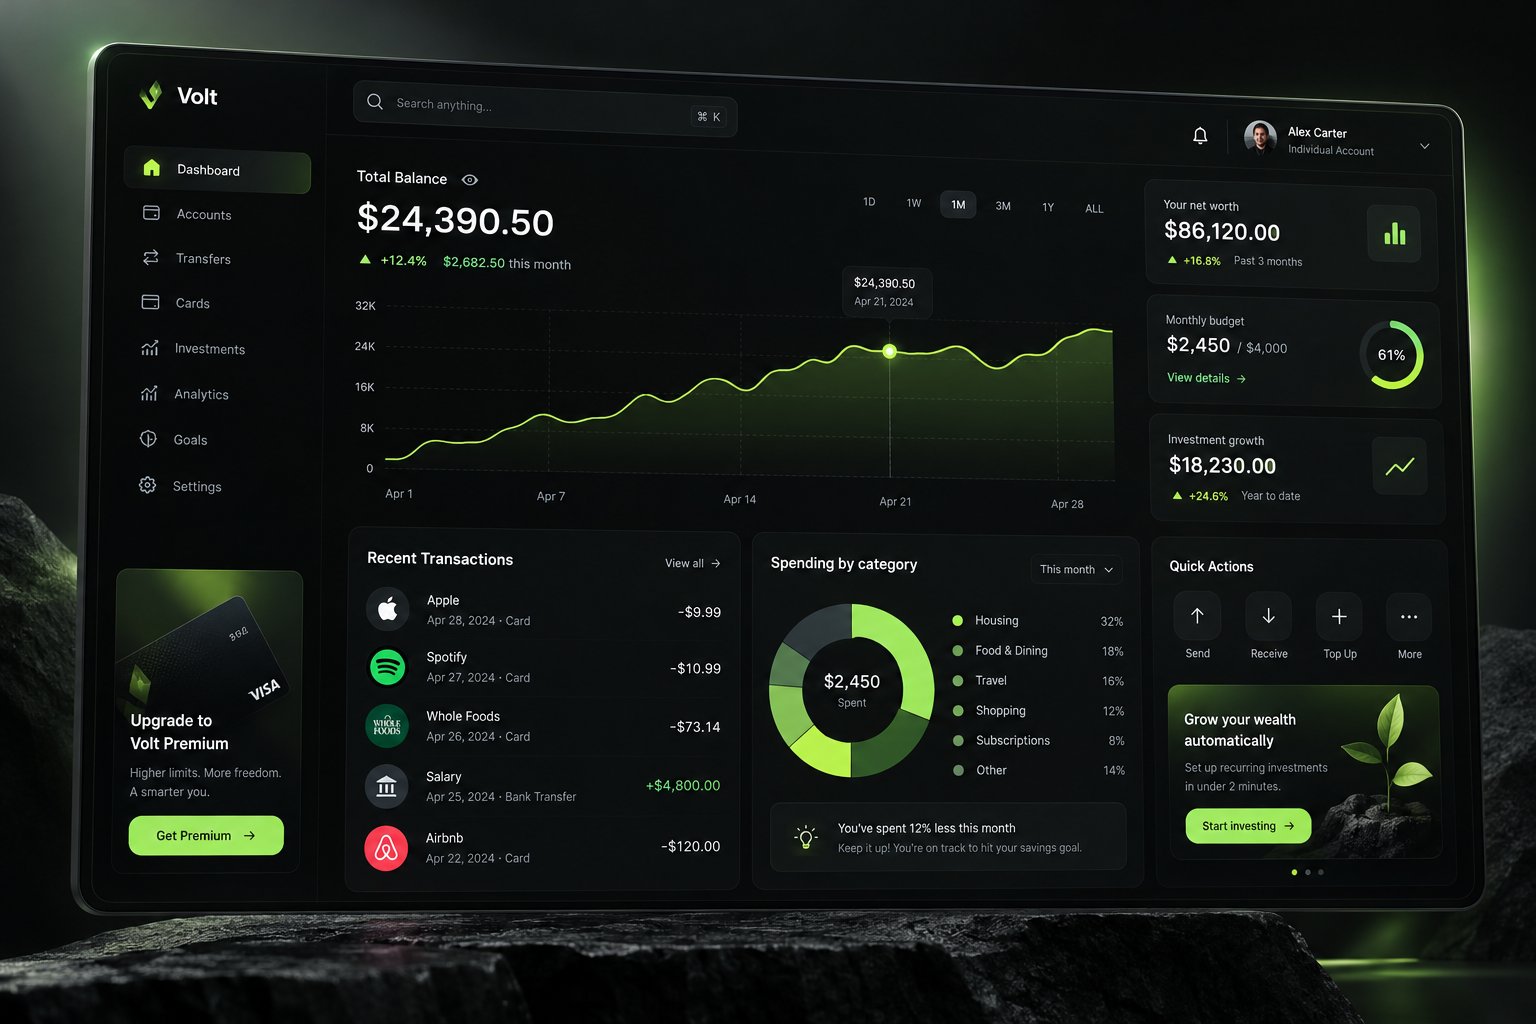 Volt
Search anything...
⌘ K
Alex Carter
Individual Account
Dashboard
Accounts
Transfers
Cards
Investments
Analytics
Goals
Settings
Total Balance
$24,390.50
+12.4% $2,682.50 this month
1D 1W 1M 3M 1Y ALL
$24,390.50
Apr 21, 2024
32K
24K
16K
8K
0
Apr 1 Apr 7 Apr 14 Apr 21 Apr 28
Your net worth
$86,120.00
+16.8% Past 3 months
Monthly budget
$2,450 / $4,000
View details →
61%
Investment growth
$18,230.00
+24.6% Year to date
VISA
Upgrade to
Volt Premium
Higher limits. More freedom.
A smarter you.
Get Premium →
Recent Transactions
View all →
Apple
Apr 28, 2024 · Card
-$9.99
Spotify
Apr 27, 2024 · Card
-$10.99
WHOLE
FOODS
Whole Foods
Apr 26, 2024 · Card
-$73.14
Salary
Apr 25, 2024 · Bank Transfer
+$4,800.00
Airbnb
Apr 22, 2024 · Card
-$120.00
Spending by category
This month
$2,450
Spent
Housing 32%
Food & Dining 18%
Travel 16%
Shopping 12%
Subscriptions 8%
Other 14%
You've spent 12% less this month
Keep it up! You're on track to hit your savings goal.
Quick Actions
Send
Receive
Top Up
More
Grow your wealth
automatically
Set up recurring investments
in under 2 minutes.
Start investing →